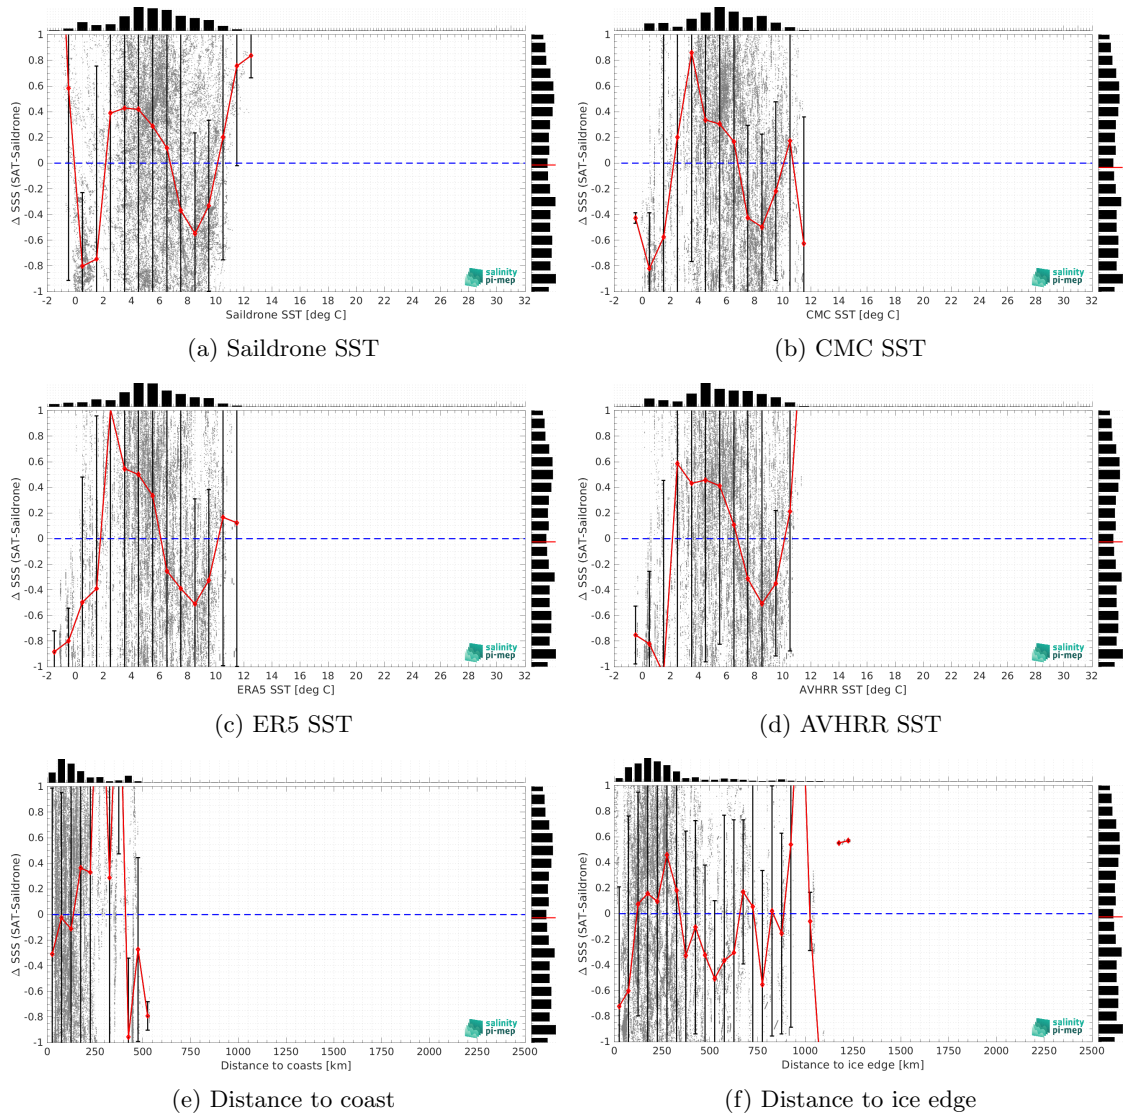 1
0.8
0.6
0.4
0.2
0
-0.2
-0.4
-0.6
-0.8
-1
Δ SSS (SAT-Saildrone)
-2 0 2 4 6 8 10 12 14 16 18 20 22 24 26 28 30 32
Saildrone SST [deg C]
salinity
pi-mep
(a) Saildrone SST
1
0.8
0.6
0.4
0.2
0
-0.2
-0.4
-0.6
-0.8
-1
Δ SSS (SAT-Saildrone)
-2 0 2 4 6 8 10 12 14 16 18 20 22 24 26 28 30 32
CMC SST [deg C]
salinity
pi-mep
(b) CMC SST
1
0.8
0.6
0.4
0.2
0
-0.2
-0.4
-0.6
-0.8
-1
Δ SSS (SAT-Saildrone)
-2 0 2 4 6 8 10 12 14 16 18 20 22 24 26 28 30 32
ERA5 SST [deg C]
salinity
pi-mep
(c) ER5 SST
1
0.8
0.6
0.4
0.2
0
-0.2
-0.4
-0.6
-0.8
-1
Δ SSS (SAT-Saildrone)
-2 0 2 4 6 8 10 12 14 16 18 20 22 24 26 28 30 32
AVHRR SST [deg C]
salinity
pi-mep
(d) AVHRR SST
1
0.8
0.6
0.4
0.2
0
-0.2
-0.4
-0.6
-0.8
-1
Δ SSS (SAT-Saildrone)
0 250 500 750 1000 1250 1500 1750 2000 2250 2500
Distance to coasts [km]
salinity
pi-mep
(e) Distance to coast
1
0.8
0.6
0.4
0.2
0
-0.2
-0.4
-0.6
-0.8
-1
Δ SSS (SAT-Saildrone)
0 250 500 750 1000 1250 1500 1750 2000 2250 2500
Distance to ice edge [km]
salinity
pi-mep
(f) Distance to ice edge